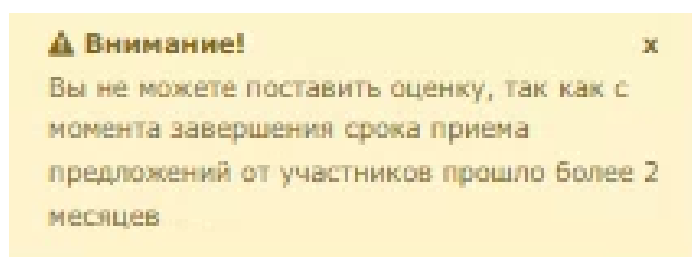 Внимание! x
Вы не можете поставить оценку, так как с
момента завершения срока приема
предложений от участников прошло более 2
месяцев